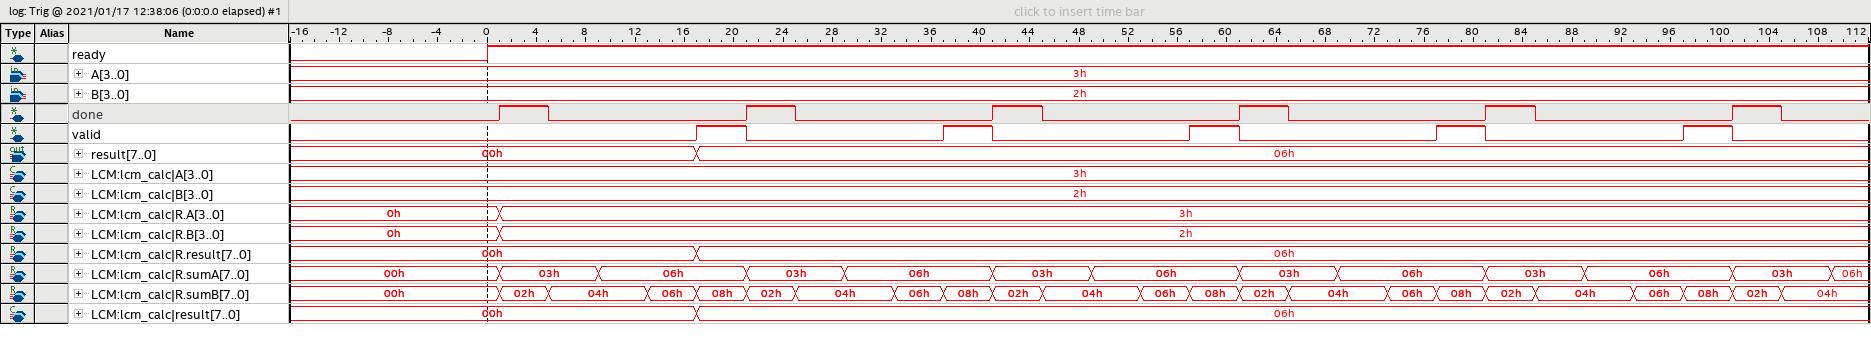 log: Trig @ 2021/01/17 12:38:06 (0:0:0.0 elapsed) #1 click to insert time bar
Type Alias Name -16 -12 -8 -4 0 4 8 12 16 20 24 28 32 36 40 44 48 52 56 60 64 68 72 76 80 84 88 92 96 100 104 108 112
ready
A[3..0] 3h
B[3..0] 2h
done
valid
result[7..0] 00h 06h
LCM:lcm_calc|A[3..0] 3h
LCM:lcm_calc|B[3..0] 2h
LCM:lcm_calc|R.A[3..0] 0h 3h
LCM:lcm_calc|R.B[3..0] 0h 2h
LCM:lcm_calc|R.result[7..0] 00h 06h
LCM:lcm_calc|R.sumA[7..0] 00h 03h 06h 03h 06h 03h 06h 03h 06h 03h 06h 03h 06h
LCM:lcm_calc|R.sumB[7..0] 00h 02h 04h 06h 08h 02h 04h 06h 08h 02h 04h 06h 08h 02h 04h 06h 08h 02h 04h 06h 08h 02h 04h
LCM:lcm_calc|result[7..0] 00h 06h